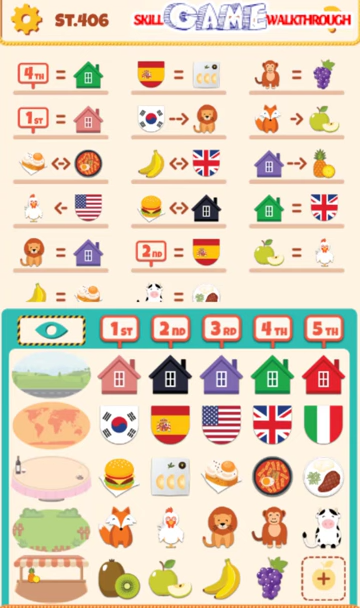 ST.406
SKILL GAME WALKTHROUGH
4TH =
=
=
1ST =
=
2ND =
=
=
=
=
1ST 2ND 3RD 4TH 5TH